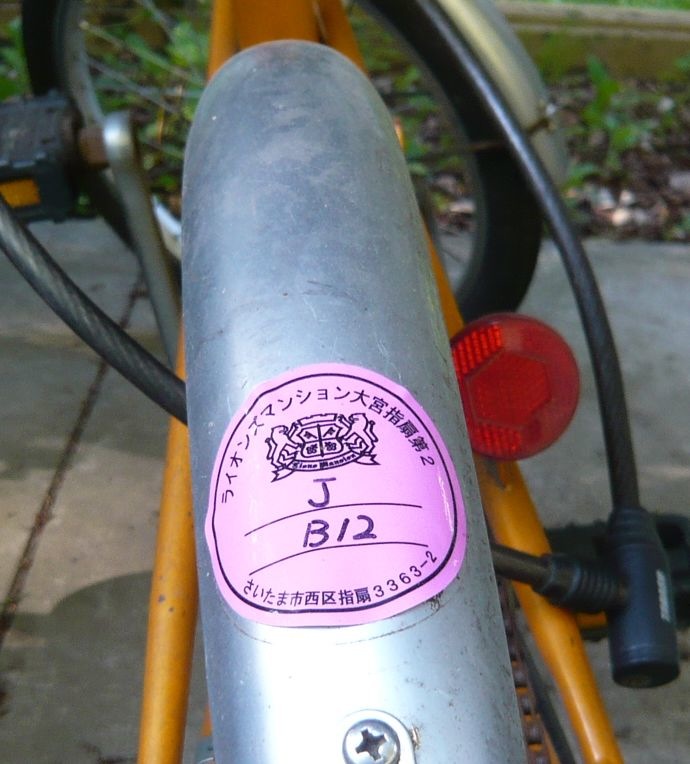 ライオンズマンション大宮指扇第2
Lions Mansion
J
B12
さいたま市西区指扇3363-2